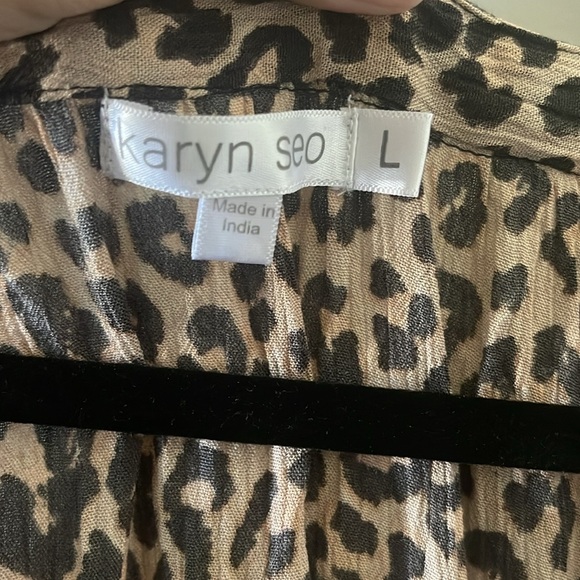 karyn seo
L
Made in
India